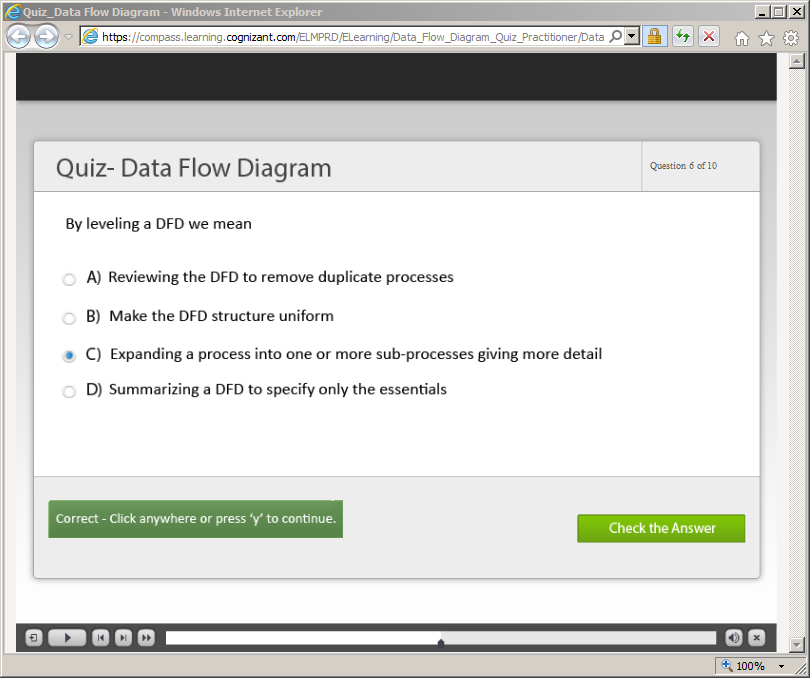 Quiz_Data Flow Diagram - Windows Internet Explorer
https://compass.learning.cognizant.com/ELMPRD/ELearning/Data_Flow_Diagram_Quiz_Practitioner/Data
Quiz- Data Flow Diagram
Question 6 of 10
By leveling a DFD we mean
A) Reviewing the DFD to remove duplicate processes
B) Make the DFD structure uniform
C) Expanding a process into one or more sub-processes giving more detail
D) Summarizing a DFD to specify only the essentials
Correct - Click anywhere or press ‘y’ to continue.
Check the Answer
100%